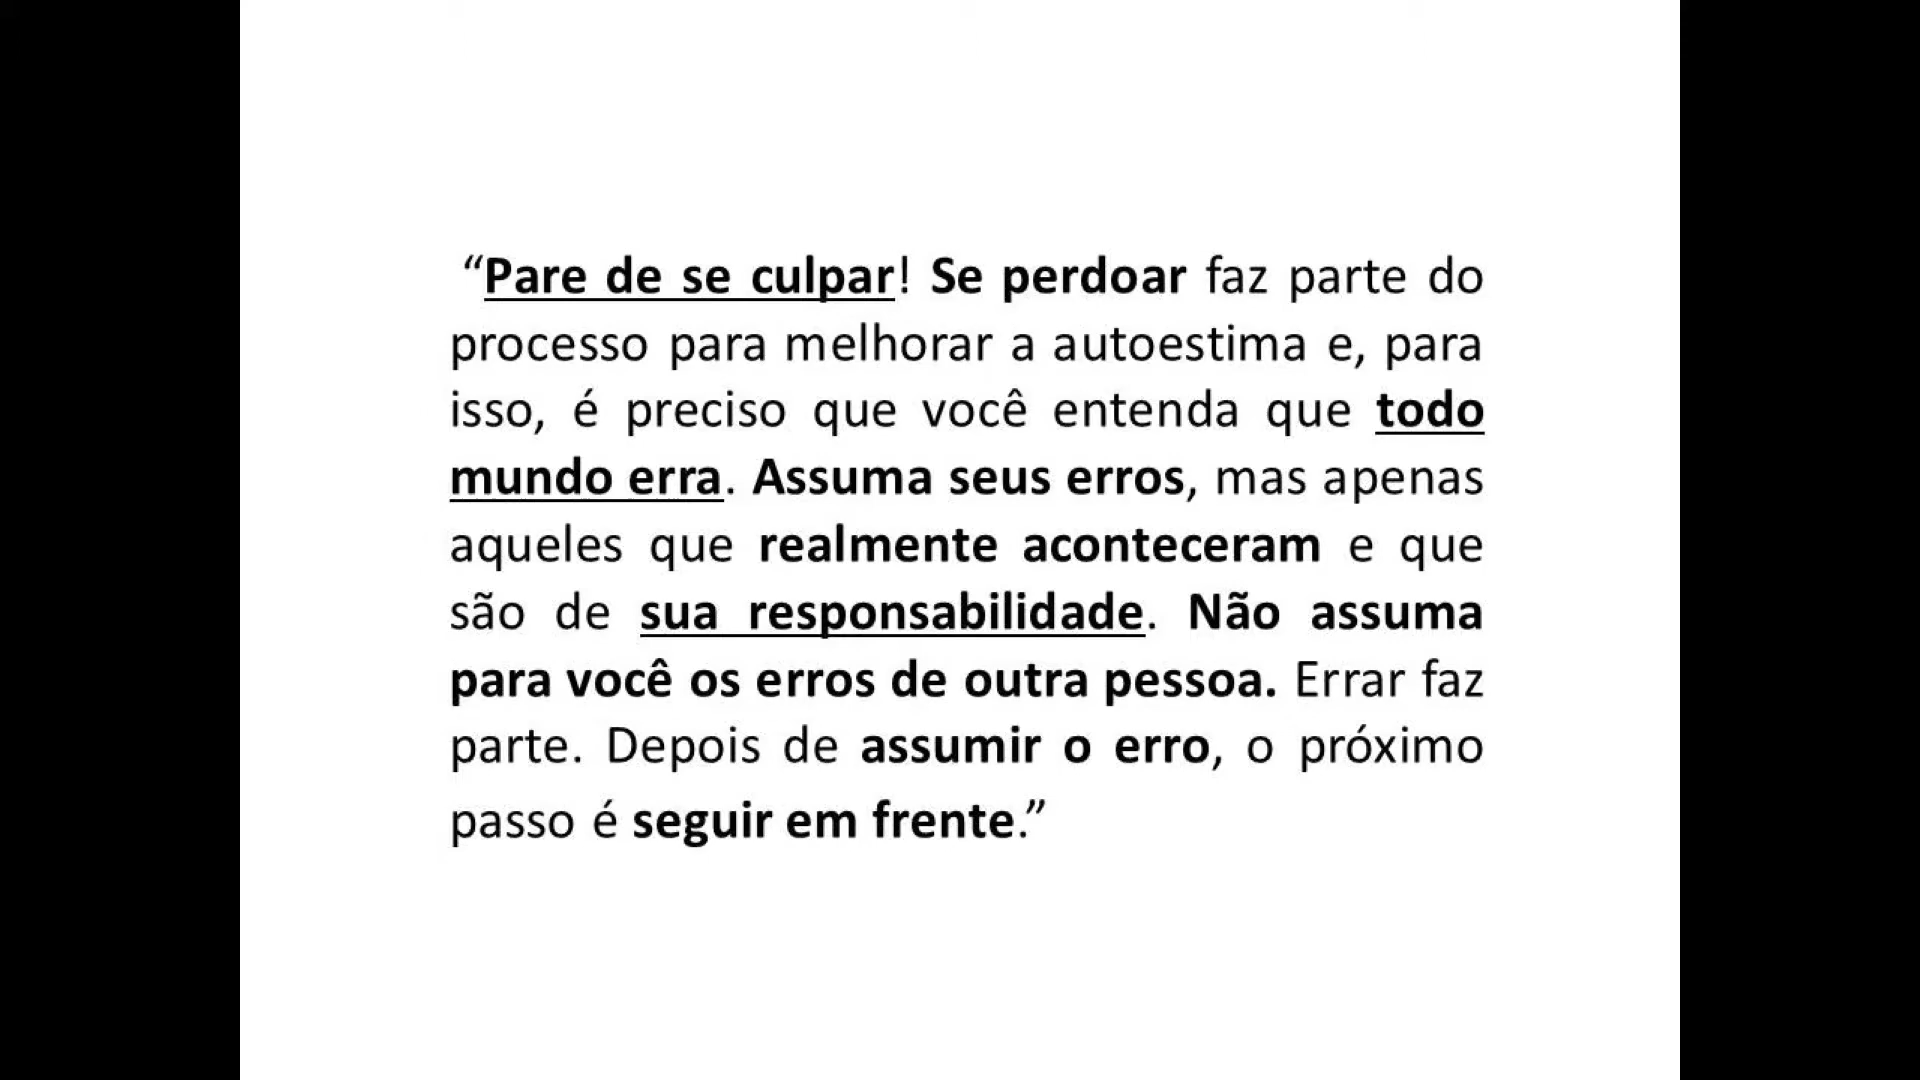 “Pare de se culpar! Se perdoar faz parte do
processo para melhorar a autoestima e, para
isso, é preciso que você entenda que todo
mundo erra. Assuma seus erros, mas apenas
aqueles que realmente aconteceram e que
são de sua responsabilidade. Não assuma
para você os erros de outra pessoa. Errar faz
parte. Depois de assumir o erro, o próximo
passo é seguir em frente.”